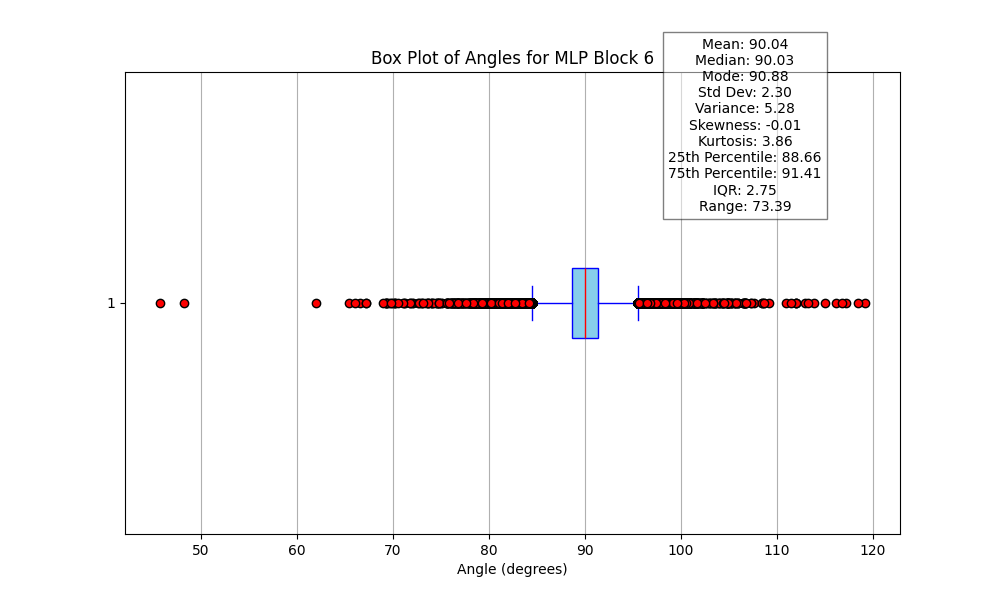 Box Plot of Angles for MLP Block 6
Mean: 90.04
Median: 90.03
Mode: 90.88
Std Dev: 2.30
Variance: 5.28
Skewness: -0.01
Kurtosis: 3.86
25th Percentile: 88.66
75th Percentile: 91.41
IQR: 2.75
Range: 73.39
1
50 60 70 80 90 100 110 120
Angle (degrees)